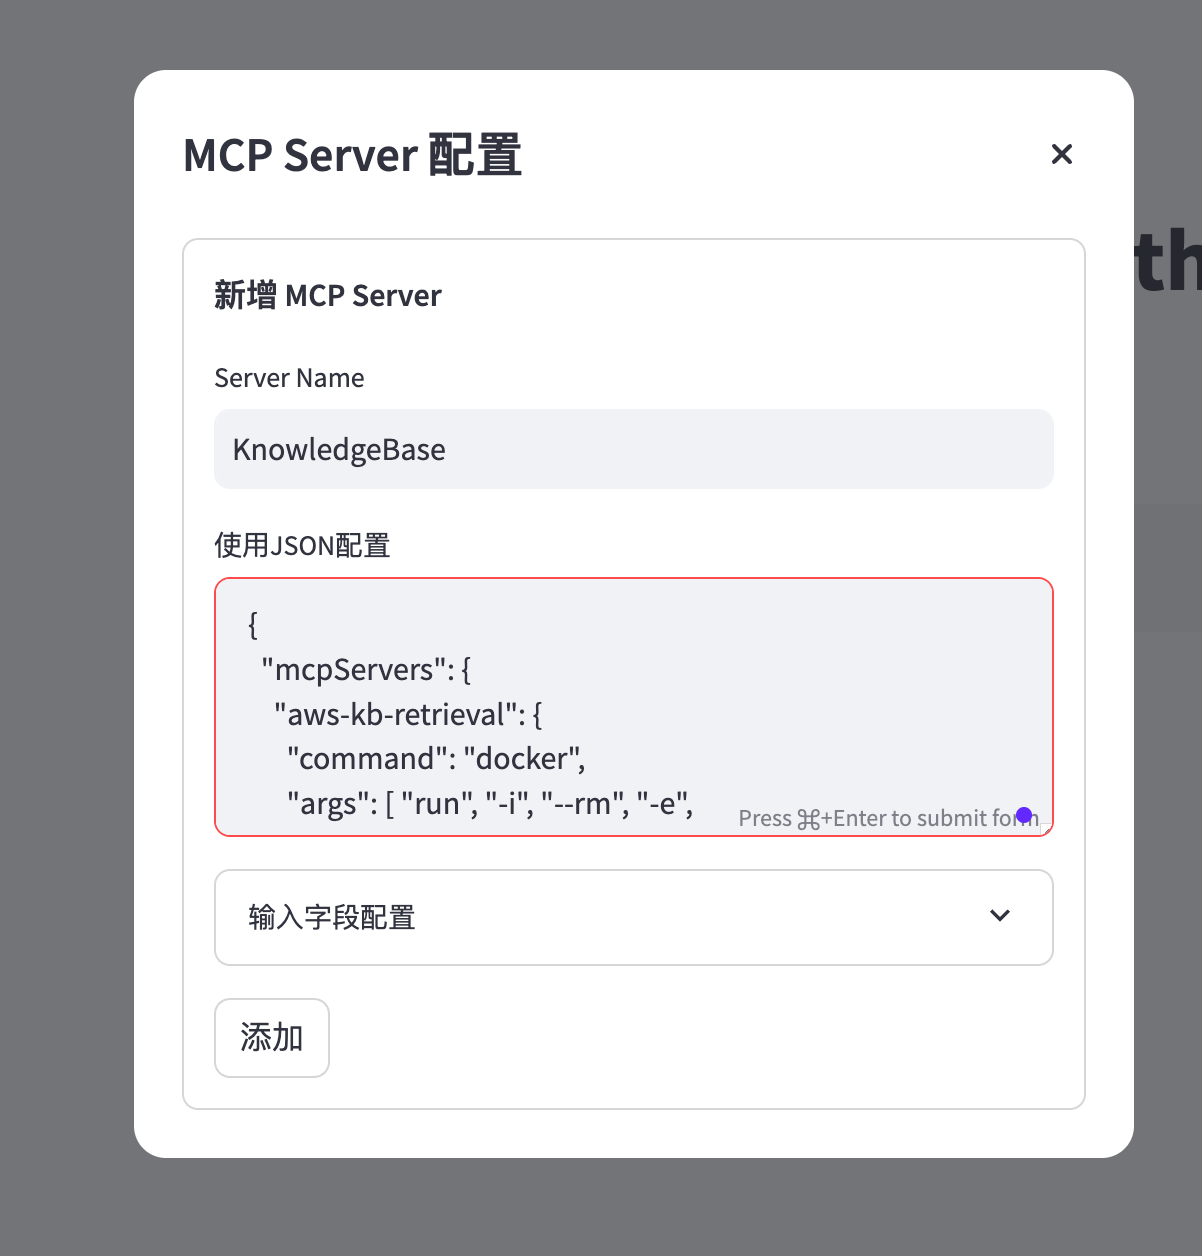 MCP Server 配置
新增 MCP Server
Server Name
KnowledgeBase
使用JSON配置
{
"mcpServers": {
"aws-kb-retrieval": {
"command": "docker",
"args": [ "run", "-i", "--rm", "-e",
Press ⌘+Enter to submit form
输入字段配置
添加
th